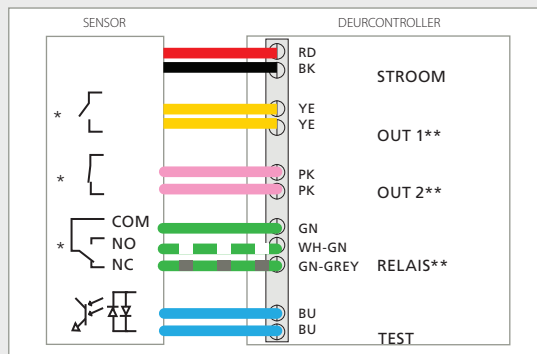 SENSOR DEURCONTROLLER
RD
BK
STROOM
* YE
YE
OUT 1**
* PK
PK
OUT 2**
COM GN
* NO WH-GN
NC GN-GREY RELAIS**
BU
BU
TEST